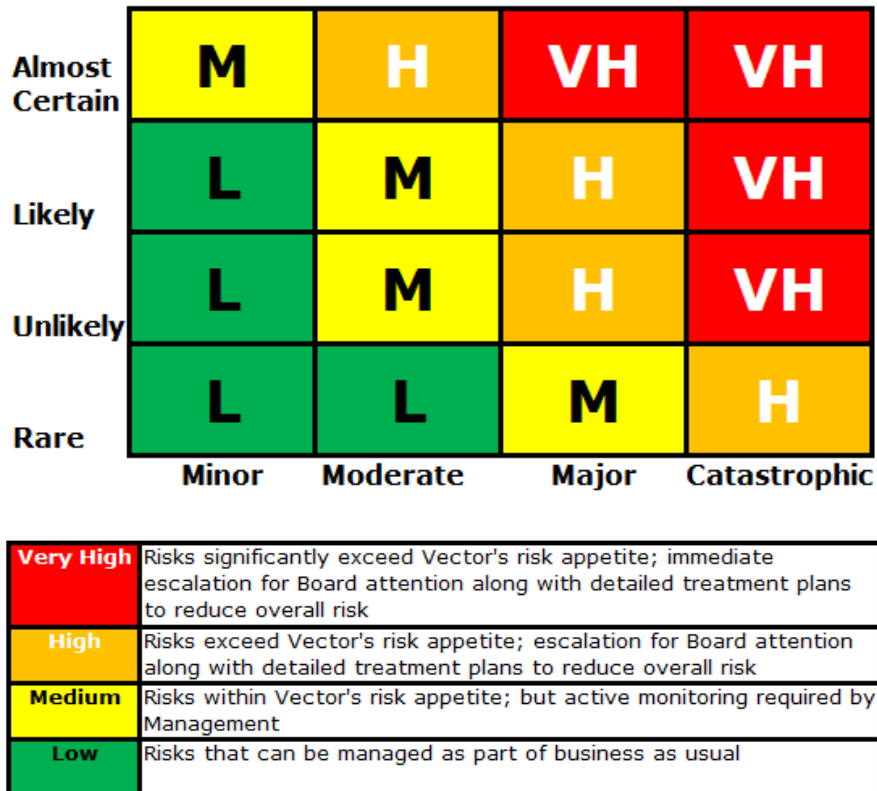 Almost
Certain
M H VH VH
Likely
L M H VH
Unlikely
L M H VH
Rare
L L M H
Minor Moderate Major Catastrophic
Very High Risks significantly exceed Vector's risk appetite; immediate
escalation for Board attention along with detailed treatment plans
to reduce overall risk
High Risks exceed Vector's risk appetite; escalation for Board attention
along with detailed treatment plans to reduce overall risk
Medium Risks within Vector's risk appetite; but active monitoring required by
Management
Low Risks that can be managed as part of business as usual